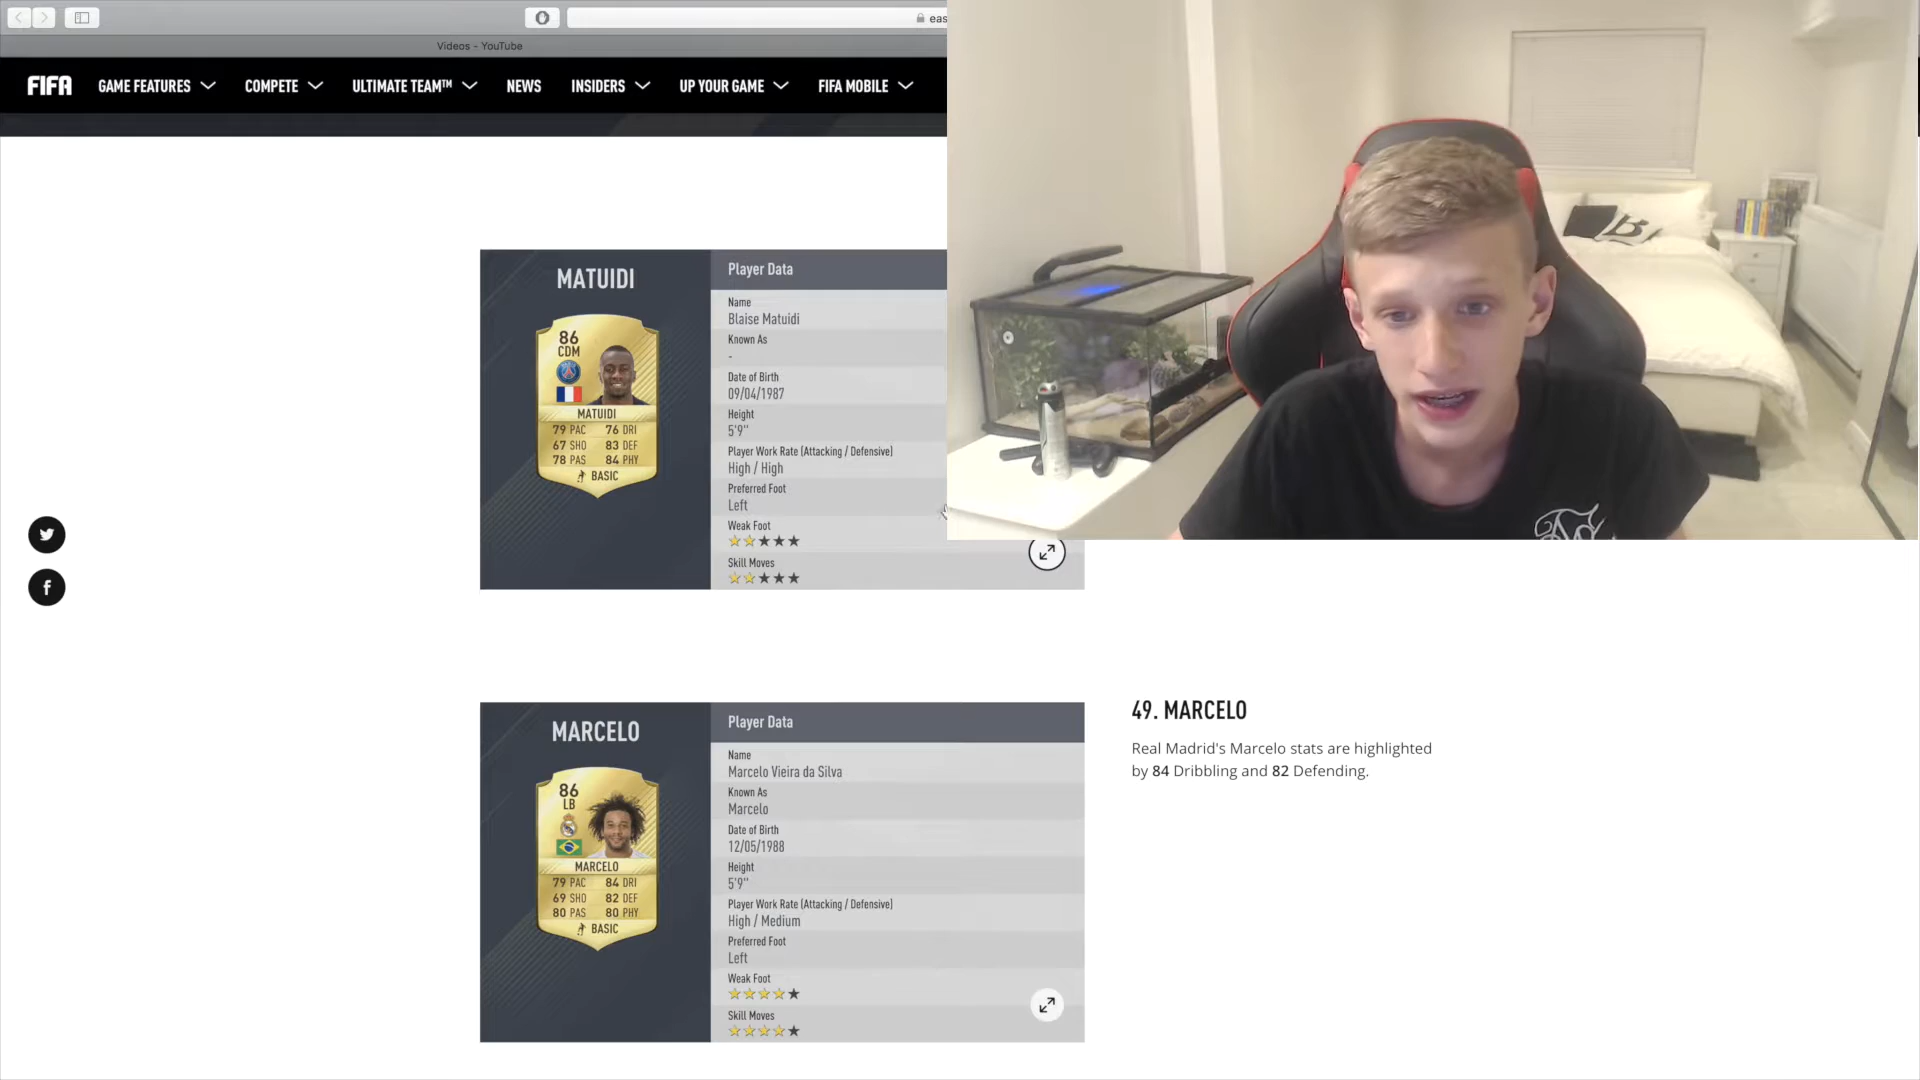 eas
Videos - YouTube
FIFA
GAME FEATURES
COMPETE
ULTIMATE TEAM™
NEWS
INSIDERS
UP YOUR GAME
FIFA MOBILE
MATUIDI
86
CDM
MATUIDI
79 PAC 76 DRI
67 SHO 83 DEF
78 PAS 84 PHY
BASIC
Player Data
Name
Blaise Matuidi
Known As
-
Date of Birth
09/04/1987
Height
5'9"
Player Work Rate (Attacking / Defensive)
High / High
Preferred Foot
Left
Weak Foot
Skill Moves
B
MARCELO
86
LB
MARCELO
79 PAC 84 DRI
69 SHO 82 DEF
80 PAS 80 PHY
BASIC
Player Data
Name
Marcelo Vieira da Silva
Known As
Marcelo
Date of Birth
12/05/1988
Height
5'9"
Player Work Rate (Attacking / Defensive)
High / Medium
Preferred Foot
Left
Weak Foot
Skill Moves
49. MARCELO
Real Madrid's Marcelo stats are highlighted
by 84 Dribbling and 82 Defending.